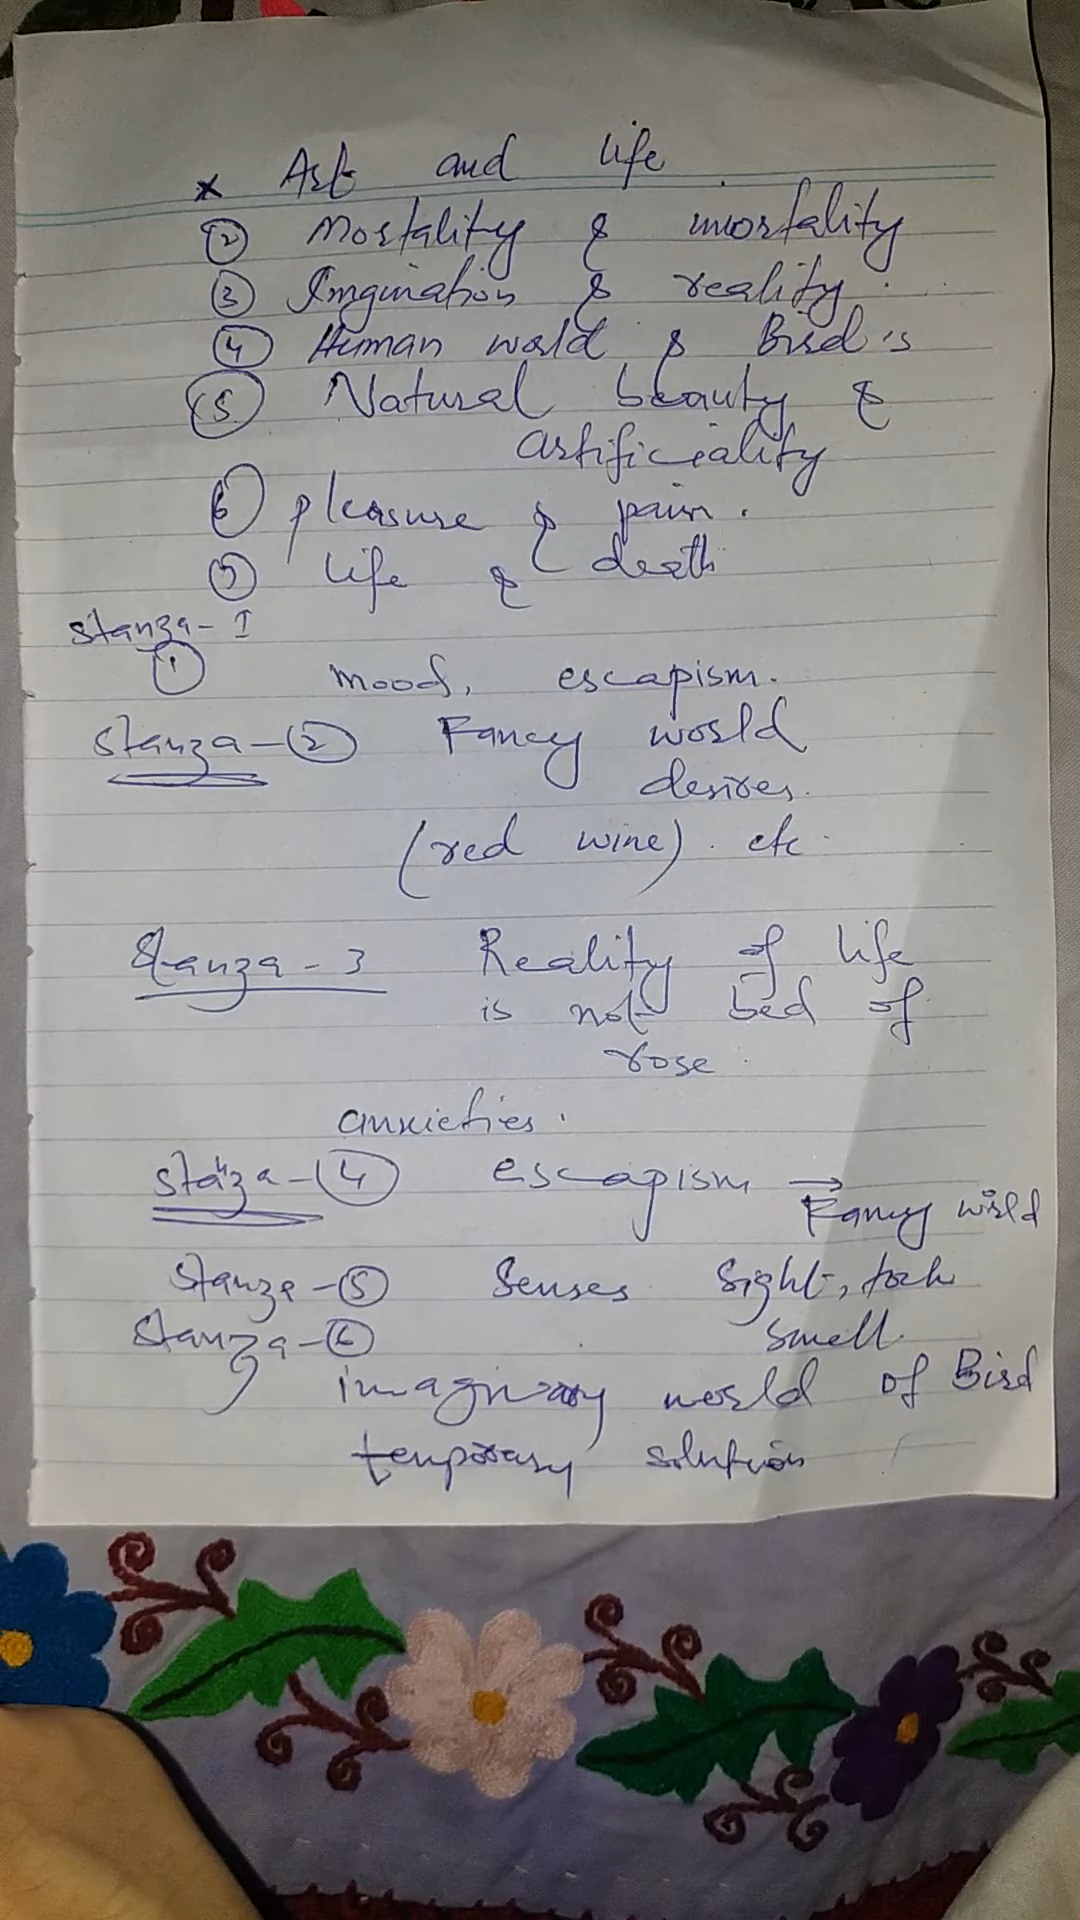 x Art and life
② Mortality & imortality
③ Imgination & reality.
④ Human world & Bird's
⑤ Natural beauty &
artificiality
⑥ pleasure & pain.
⑦ life & death
Stanza-I
① mood, escapism.
Stanza-② Fancy world
desires.
(red wine). etc.
Stanza-3 Reality of life
is not bed of
rose.
anxieties.
Stanza-④ escapism →
Fancy world
Stanza-⑤ Senses Sight,
Stanza-⑥ smell.
imaginary world of Bird
temporary solution